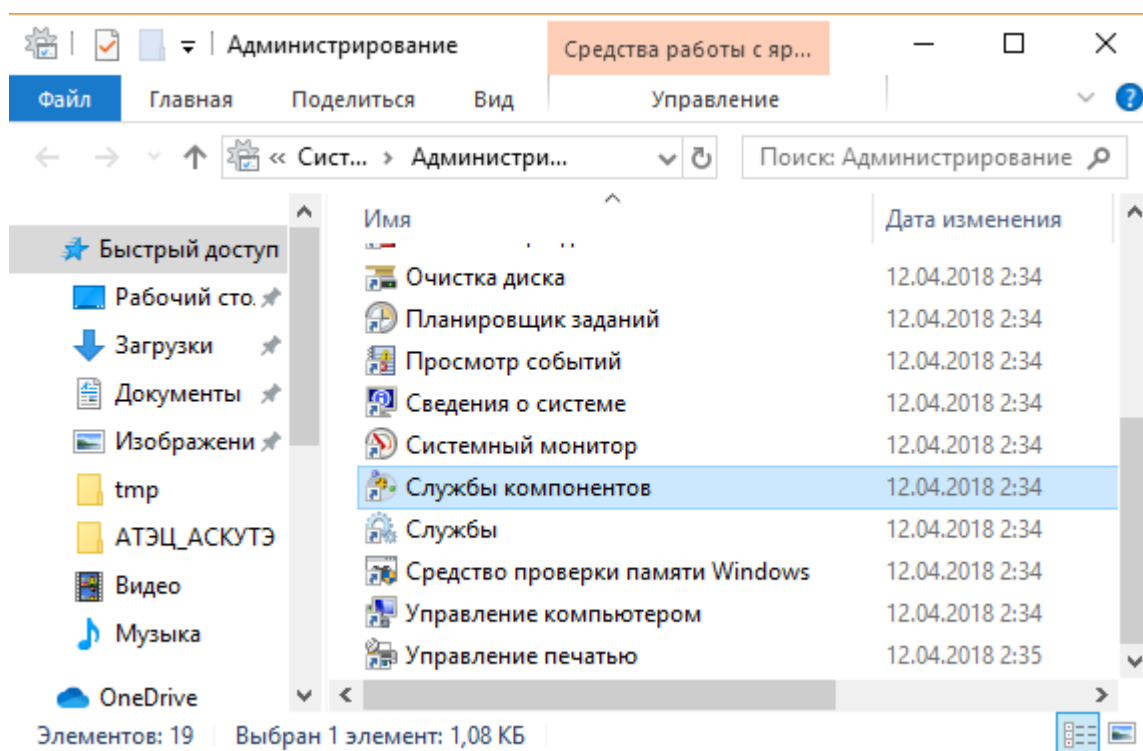 Администрирование Средства работы с яр...
Файл Главная Поделиться Вид Управление
« Сист... › Администри... Поиск: Администрирование
Имя Дата изменения
Быстрый доступ
Рабочий сто.
Загрузки
Документы
Изображени
tmp
АТЭЦ_АСКУТЭ
Видео
Музыка
OneDrive
Очистка диска 12.04.2018 2:34
Планировщик заданий 12.04.2018 2:34
Просмотр событий 12.04.2018 2:34
Сведения о системе 12.04.2018 2:34
Системный монитор 12.04.2018 2:34
Службы компонентов 12.04.2018 2:34
Службы 12.04.2018 2:34
Средство проверки памяти Windows 12.04.2018 2:34
Управление компьютером 12.04.2018 2:34
Управление печатью 12.04.2018 2:35
Элементов: 19 Выбран 1 элемент: 1,08 КБ